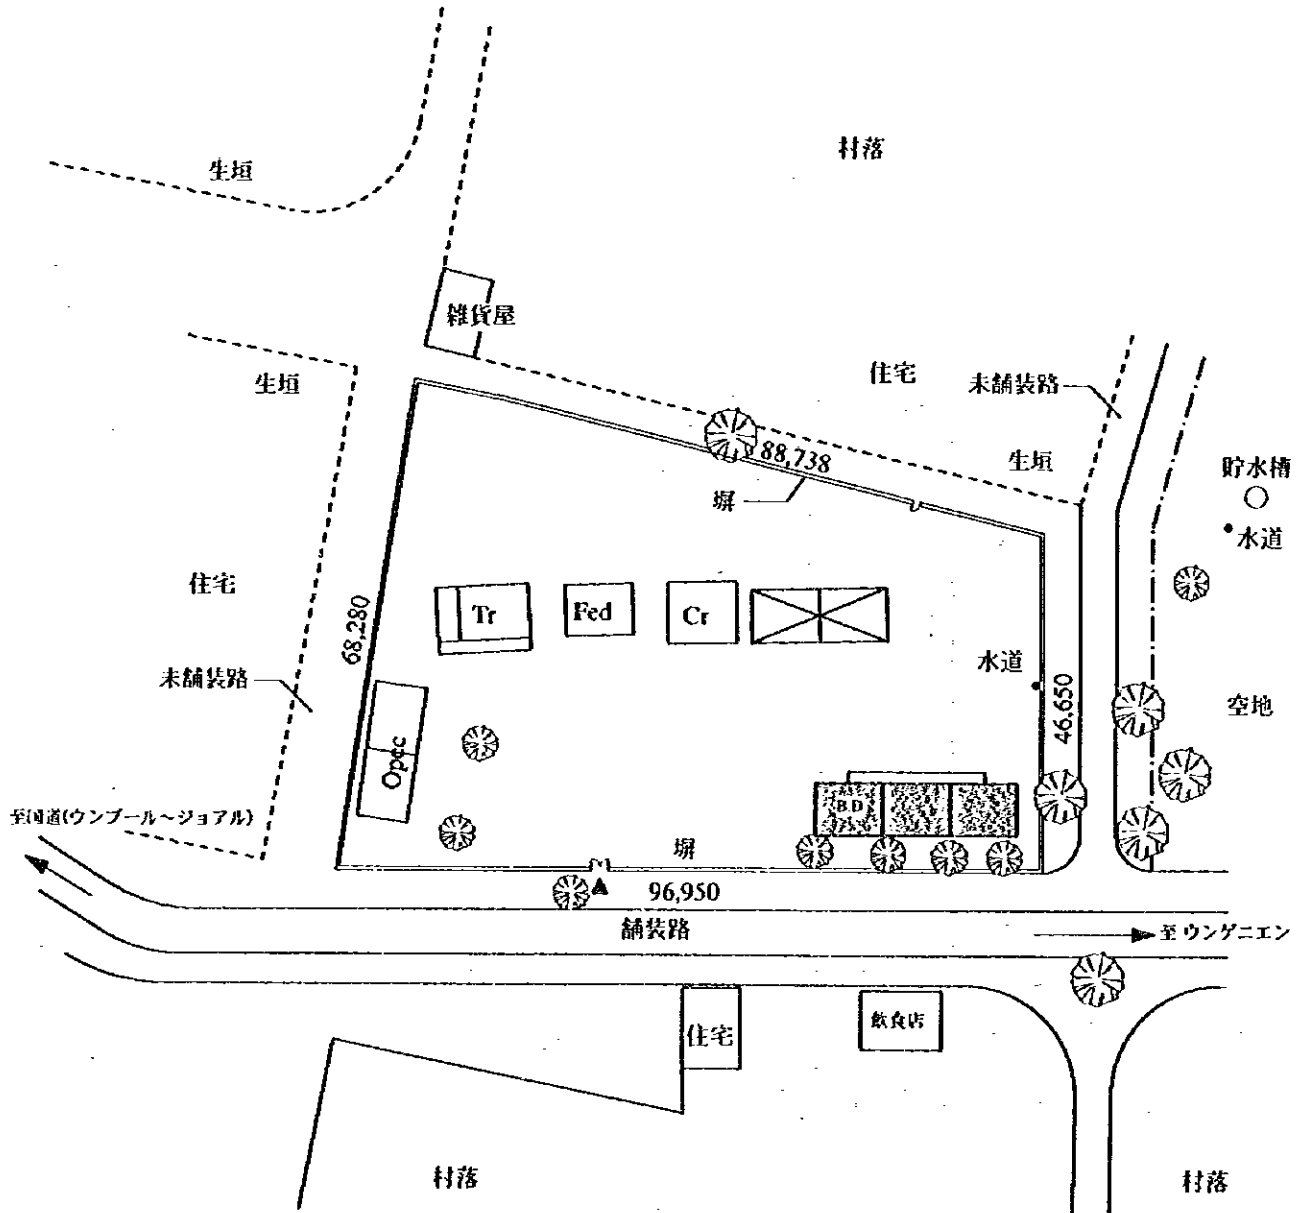 村落
生垣
雑貨屋
生垣
住宅
未舗装路
88,738
生垣
貯水槽
塀
水道
住宅
68,280
Tr
Fed
Cr
水道
未舗装路
46,650
空地
Opec
B.D
至国道(ウンブール~ジョアル)
塀
96,950
舗装路
至 ウンゲニエン
住宅
飲食店
村落
村落